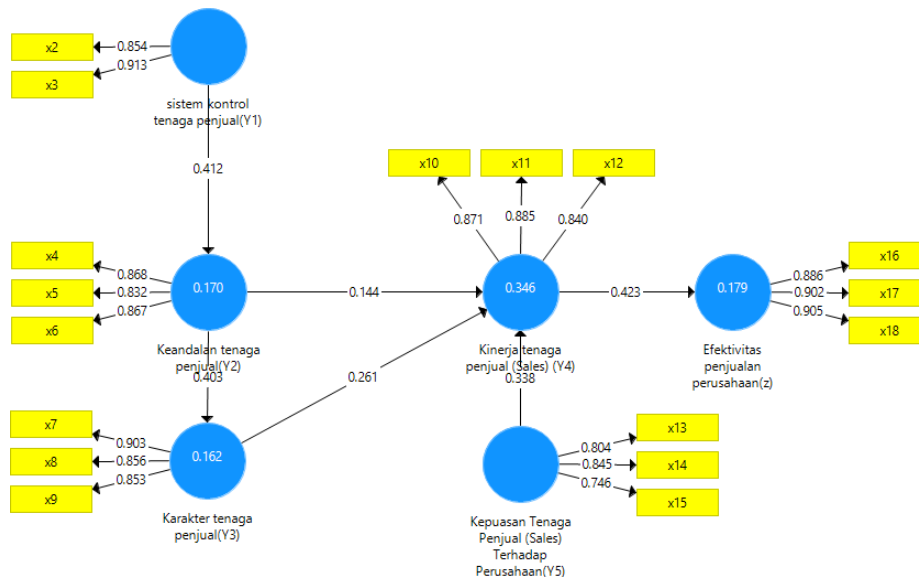 x2
0.854
x3
0.913
sistem kontrol
tenaga penjual(Y1)
0.412
x10
x11
x12
0.871
0.885
0.840
x4
0.868
x5
0.832
x6
0.867
0.170
Keandalan tenaga
penjual(Y2)
0.144
0.346
Kinerja tenaga
penjual (Sales) (Y4)
0.423
0.179
Efektivitas
penjualan
perusahaan(z)
0.886
x16
0.902
x17
0.905
x18
0.403
0.261
0.338
x7
0.903
x8
0.856
x9
0.853
0.162
Karakter tenaga
penjual(Y3)
0.804
x13
0.845
x14
0.746
x15
Kepuasan Tenaga
Penjual (Sales)
Terhadap
Perusahaan(Y5)